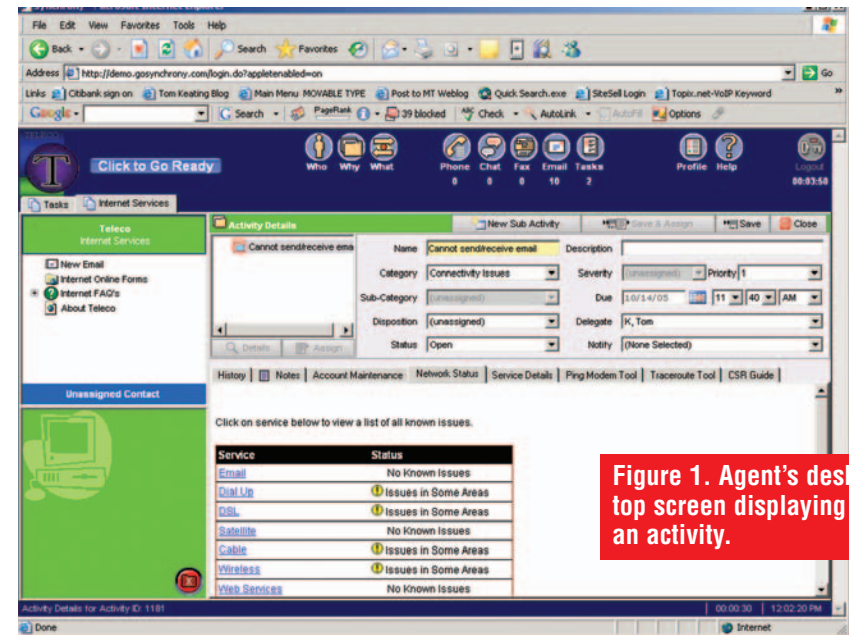 File Edit View Favorites Tools Help
Back Search Favorites
Address http://demo.gosynchrony.com/login.do?appletenabled=on Go
Links Citibank sign on Tom Keating Blog Main Menu MOVABLE TYPE Post to MT Weblog Quick Search.exe SiteSell Login Topix.net-VoIP Keyword
Google Search PageRank 39 blocked Check AutoLink AutoFill Options
T Click to Go Ready Who Why What Phone Chat Fax Email Tasks Profile Help Logout
0 0 0 10 2 00:03:58
Tasks Internet Services
Teleco
Internet Services
New Email
Internet Online Forms
Internet FAQ's
About Teleco
Unassigned Contact
Activity Details New Sub Activity Save & Assign Save Close
Cannot send/receive ema
Details Assign
Name Cannot send/receive email Description
Category Connectivity Issues Severity (unassigned) Priority 1
Sub-Category (unassigned) Due 10/14/05 11 40 AM
Disposition (unassigned) Delegate K, Tom
Status Open Notify (None Selected)
History Notes Account Maintenance Network Status Service Details Ping Modem Tool Traceroute Tool CSR Guide
Click on service below to view a list of all known issues.
Service Status
Email No Known Issues
Dial Up Issues in Some Areas
DSL Issues in Some Areas
Satellite No Known Issues
Cable Issues in Some Areas
Wireless Issues in Some Areas
Web Services No Known Issues
Figure 1. Agent's desk
top screen displaying
an activity.
Activity Details for Activity ID: 1181 00:00:30 12:02:20 PM
Done Internet